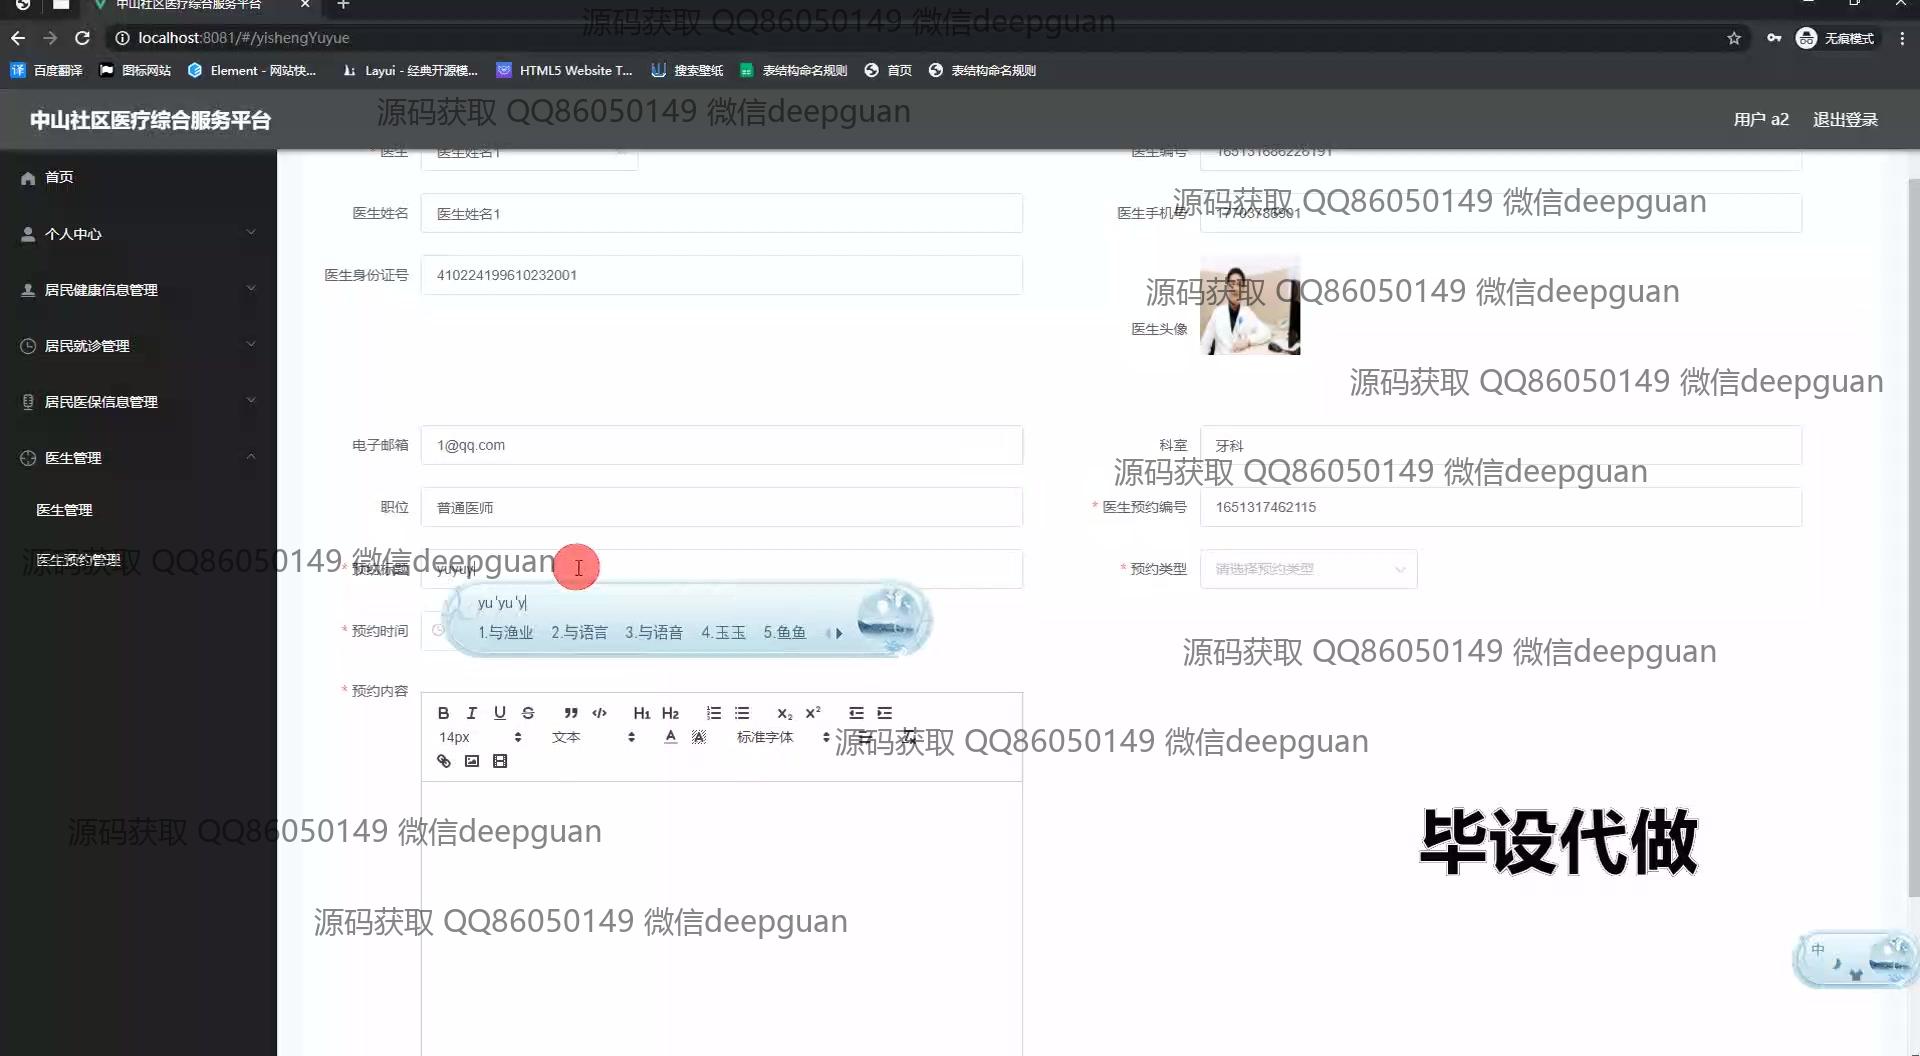 中山社区医疗综合服务平台
源码获取 QQ86050149 微信deepguan
localhost:8081/#/yishengYuyue
无痕模式
百度翻译
图标网站
Element - 网站快...
Layui - 经典开源模...
HTML5 Website T...
搜索壁纸
表结构命名规则
首页
表结构命名规则
中山社区医疗综合服务平台
源码获取 QQ86050149 微信deepguan
用户 a2
退出登录
首页
个人中心
居民健康信息管理
居民就诊管理
居民医保信息管理
医生管理
医生管理
医生预约管理
* 医生 医生姓名1
医生编号 165131686226191
医生姓名 医生姓名1
医生手机号 17703786901
源码获取 QQ86050149 微信deepguan
医生身份证号 410224199610232001
源码获取 QQ86050149 微信deepguan
医生头像
源码获取 QQ86050149 微信deepguan
电子邮箱 1@qq.com
科室 牙科
源码获取 QQ86050149 微信deepguan
职位 普通医师
* 医生预约编号 1651317462115
源码获取 QQ86050149 微信deepguan
* 预约标题 yuyuy
* 预约类型 请选择预约类型
yu'yu'y
1.与渔业 2.与语言 3.与语音 4.玉玉 5.鱼鱼
* 预约时间
源码获取 QQ86050149 微信deepguan
* 预约内容
B I U S H1 H2 X2 X2
14px 文本 A A 标准字体
源码获取 QQ86050149 微信deepguan
源码获取 QQ86050149 微信deepguan
毕设代做
源码获取 QQ86050149 微信deepguan
中